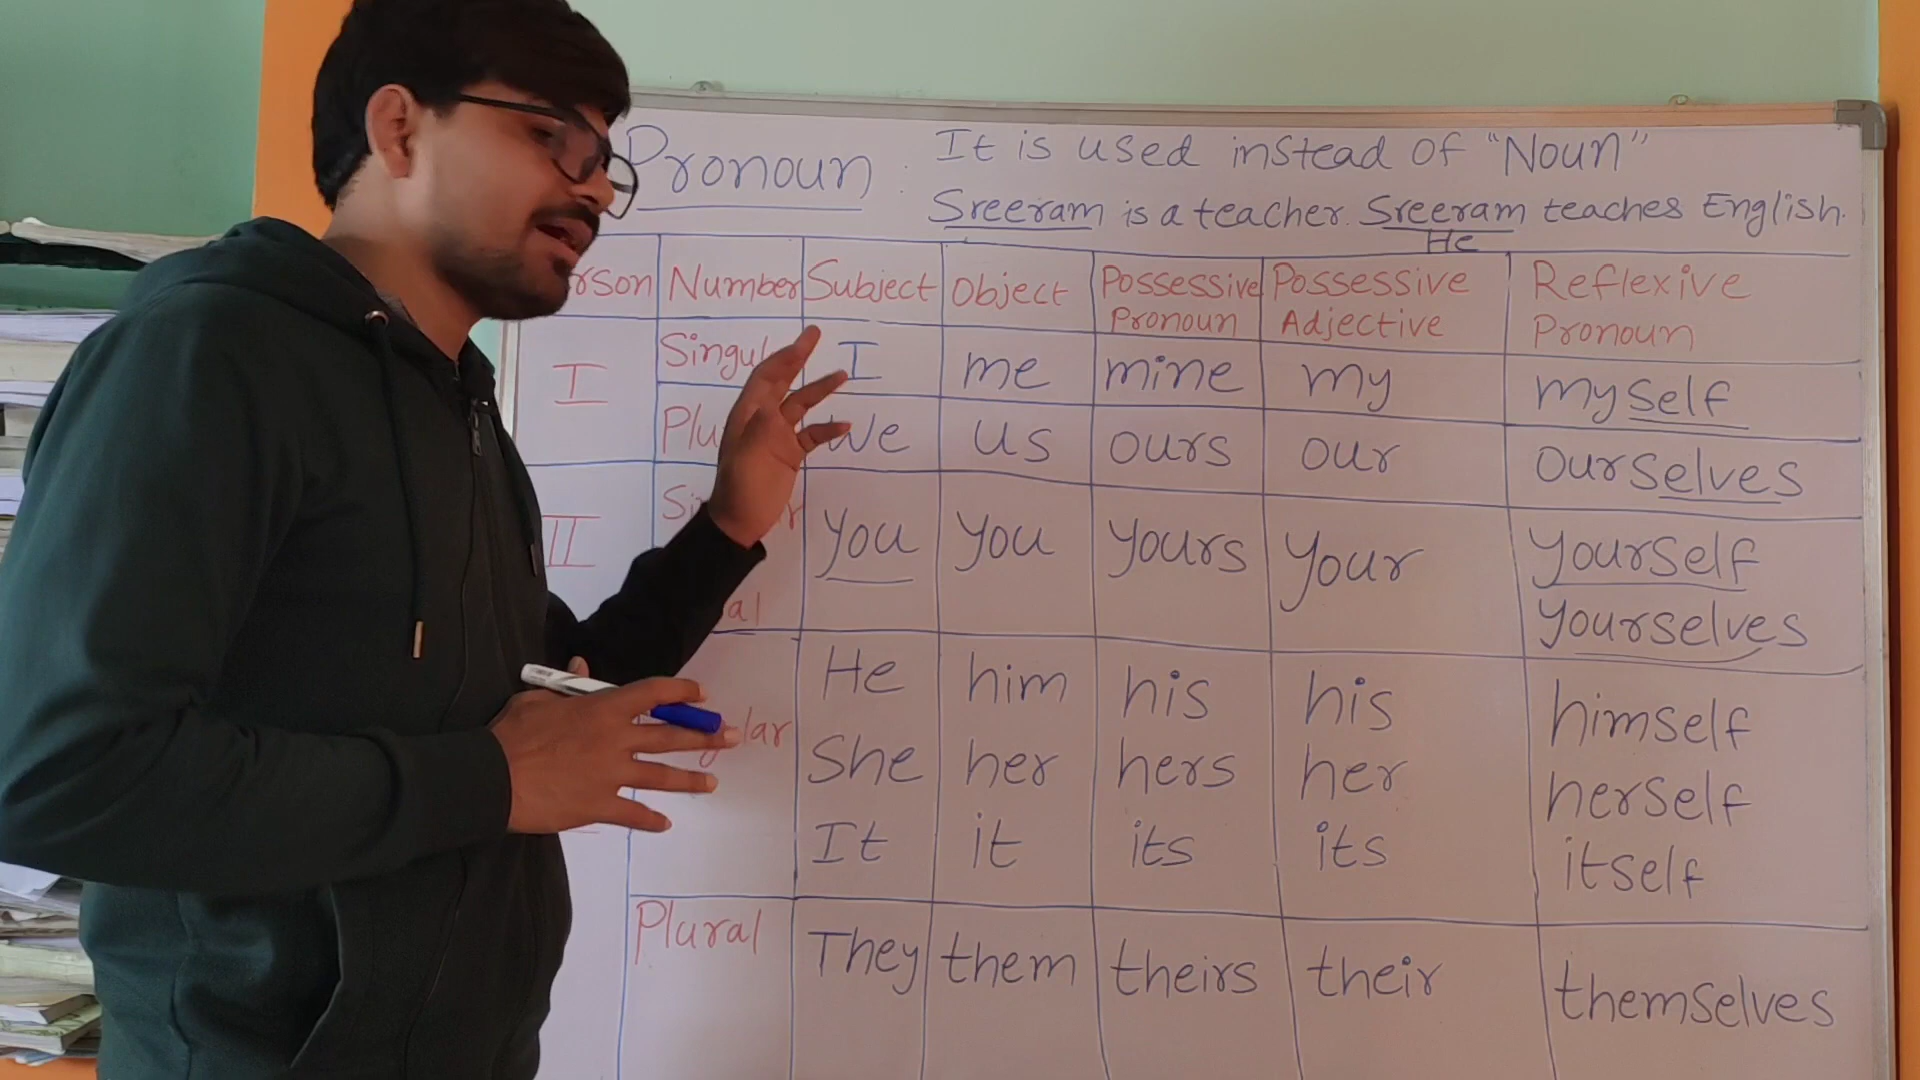 Pronoun : It is used instead of "Noun"
Sreeram is a teacher. Sreeram teaches English.
He
Number Subject Object Possessive Pronoun Possessive Adjective Reflexive Pronoun
I I me mine my myself
We us ours our ourselves
II you you yours your yourself
yourselves
He him his his himself
She her hers her herself
It it its its itself
Plural They them theirs their themselves